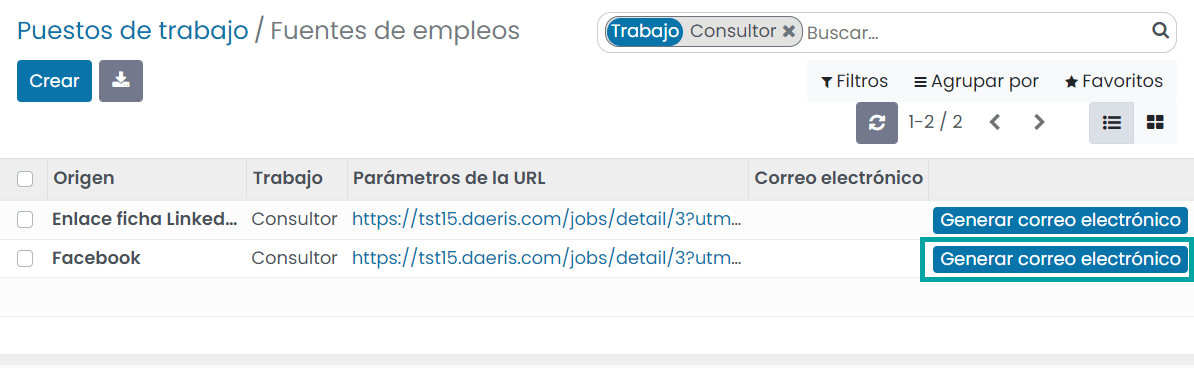 Puestos de trabajo / Fuentes de empleos
Trabajo Consultor Buscar...
Crear
Filtros Agrupar por Favoritos
1-2 / 2
Origen Trabajo Parámetros de la URL Correo electrónico
Enlace ficha Linked... Consultor https://tst15.daeris.com/jobs/detail/3?utm... Generar correo electrónico
Facebook Consultor https://tst15.daeris.com/jobs/detail/3?utm... Generar correo electrónico